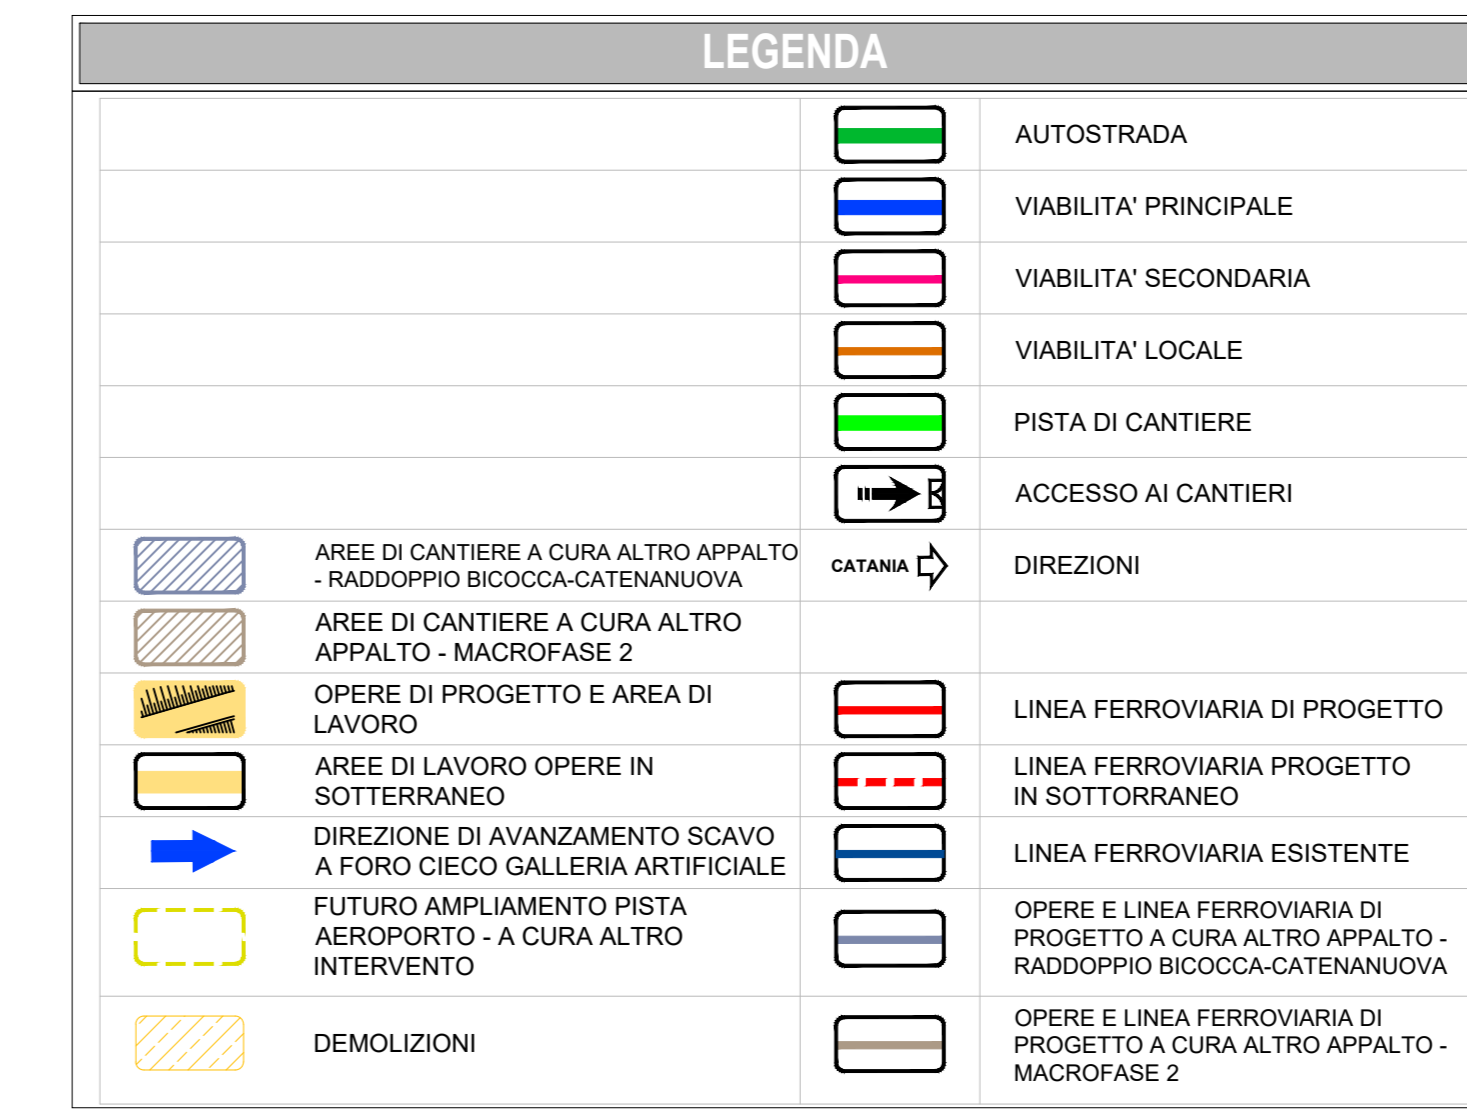 LEGENDA
AUTOSTRADA
VIABILITA' PRINCIPALE
VIABILITA' SECONDARIA
VIABILITA' LOCALE
PISTA DI CANTIERE
ACCESSO AI CANTIERI
AREE DI CANTIERE A CURA ALTRO APPALTO
- RADDOPPIO BICOCCA-CATENANUOVA
CATANIA
DIREZIONI
AREE DI CANTIERE A CURA ALTRO
APPALTO - MACROFASE 2
OPERE DI PROGETTO E AREA DI
LAVORO
LINEA FERROVIARIA DI PROGETTO
AREE DI LAVORO OPERE IN
SOTTERRANEO
LINEA FERROVIARIA PROGETTO
IN SOTTORRANEO
DIREZIONE DI AVANZAMENTO SCAVO
A FORO CIECO GALLERIA ARTIFICIALE
LINEA FERROVIARIA ESISTENTE
FUTURO AMPLIAMENTO PISTA
AEROPORTO - A CURA ALTRO
INTERVENTO
OPERE E LINEA FERROVIARIA DI
PROGETTO A CURA ALTRO APPALTO -
RADDOPPIO BICOCCA-CATENANUOVA
DEMOLIZIONI
OPERE E LINEA FERROVIARIA DI
PROGETTO A CURA ALTRO APPALTO -
MACROFASE 2